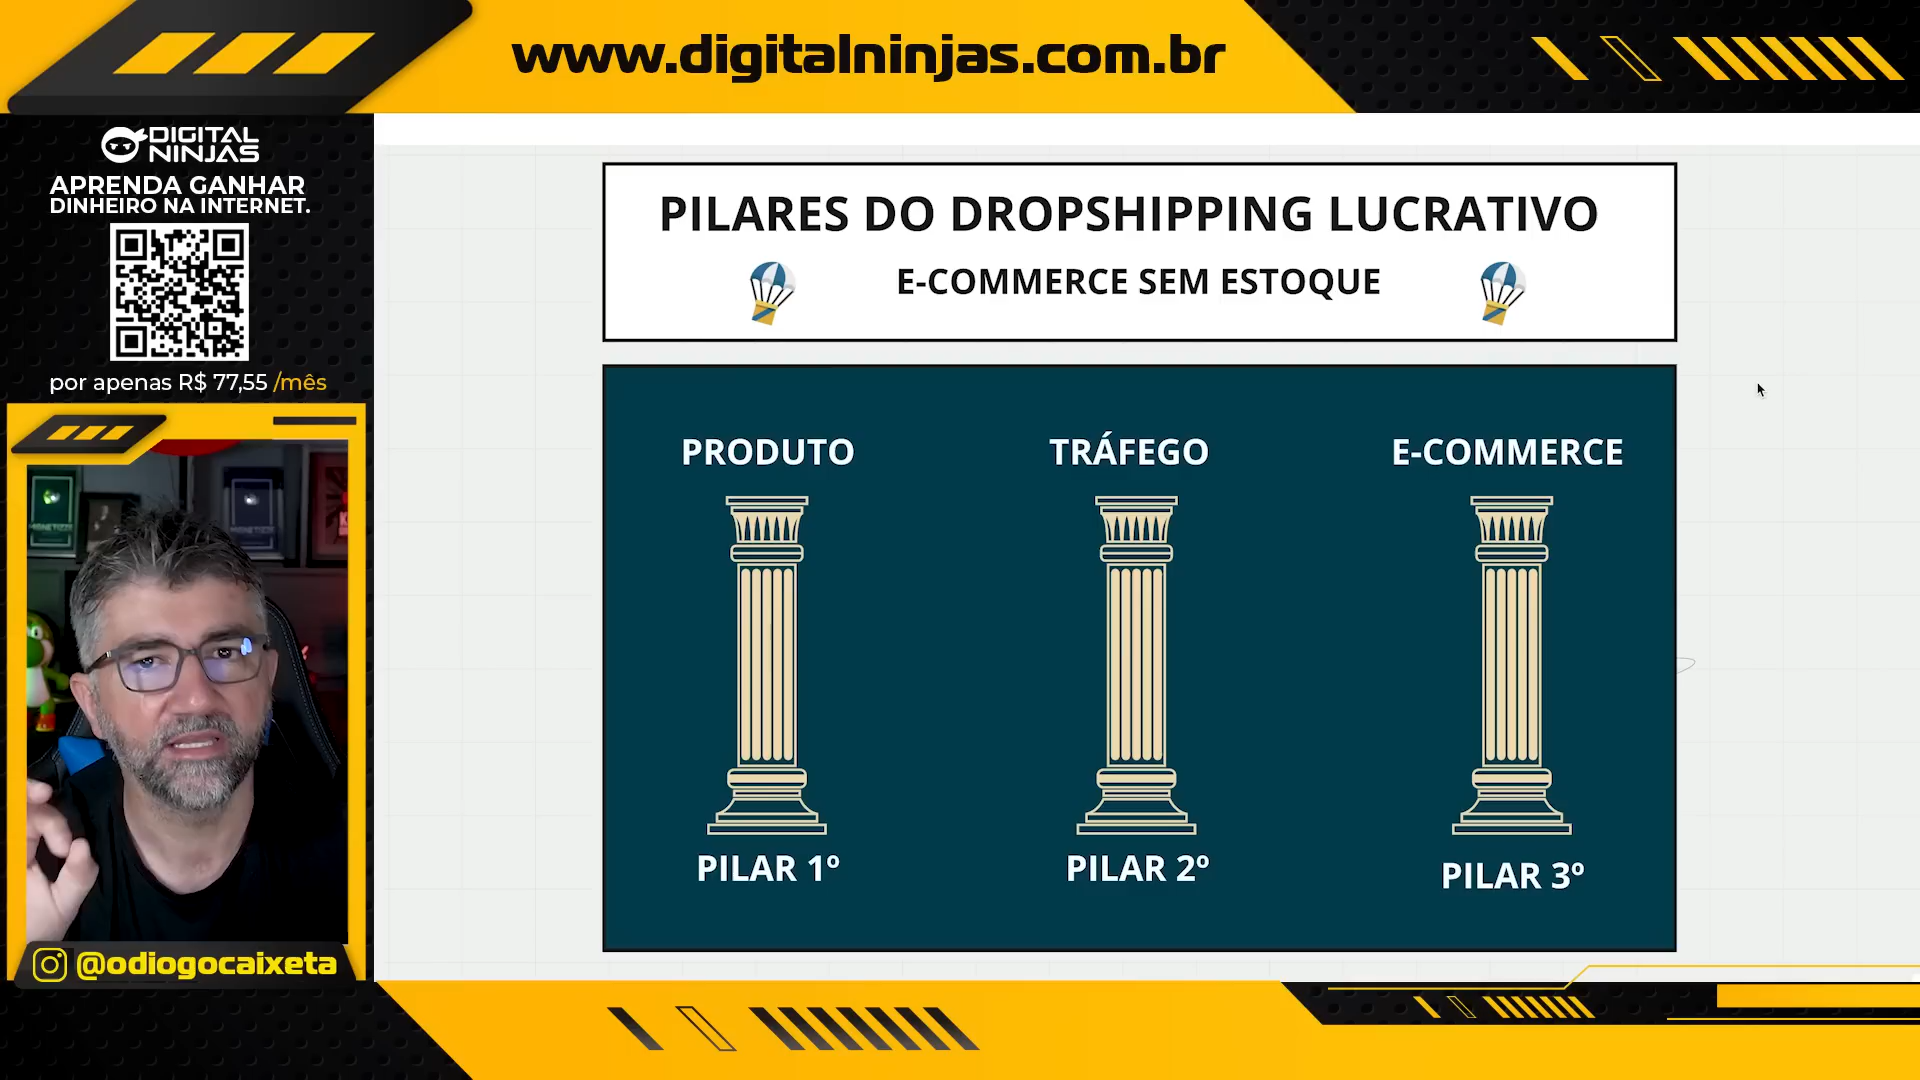 www.digitalninjas.com.br
DIGITAL
NINJAS
APRENDA GANHAR
DINHEIRO NA INTERNET.
por apenas R$ 77,55 /mês
@odiogocaixeta
PILARES DO DROPSHIPPING LUCRATIVO
E-COMMERCE SEM ESTOQUE
PRODUTO
TRÁFEGO
E-COMMERCE
PILAR 1º
PILAR 2º
PILAR 3º